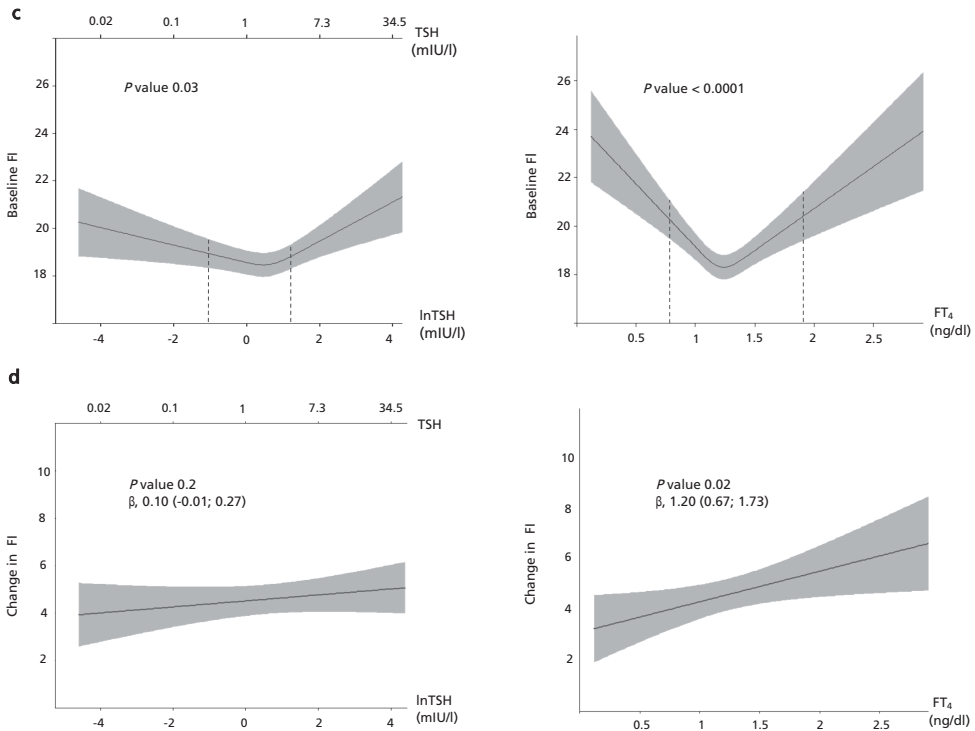 c
0.02 0.1 1 7.3 34.5 TSH
(mIU/l)
P value 0.03
26
24
22
20
18
Baseline FI
-4 -2 0 2 4
lnTSH
(mIU/l)
P value < 0.0001
26
24
22
20
18
Baseline FI
0.5 1 1.5 2 2.5
FT4
(ng/dl)
d
0.02 0.1 1 7.3 34.5 TSH
P value 0.2
β, 0.10 (-0.01; 0.27)
10
8
6
4
2
Change in FI
-4 -2 0 2 4
lnTSH
(mIU/l)
P value 0.02
β, 1.20 (0.67; 1.73)
10
8
6
4
2
Change in FI
0.5 1 1.5 2 2.5
FT4
(ng/dl)